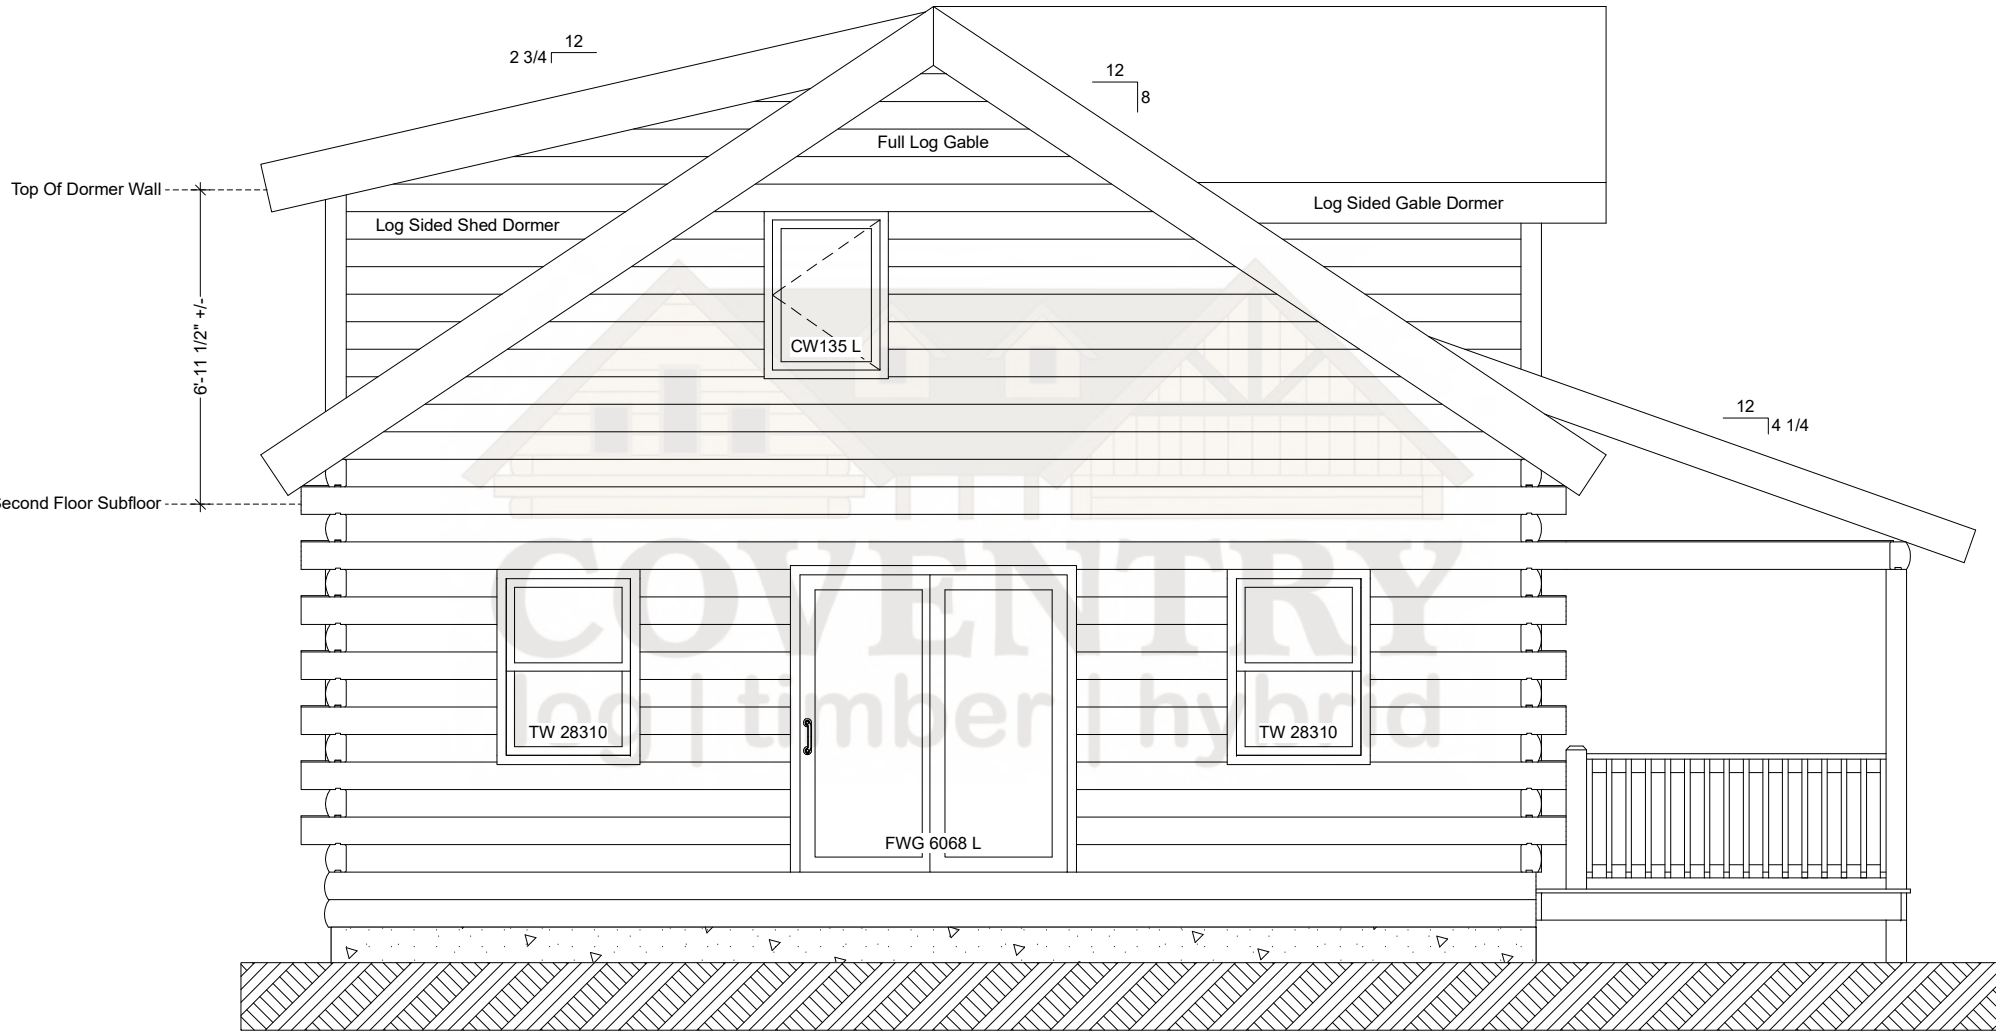 12
2 3/4
12
8
Full Log Gable
Top Of Dormer Wall
Log Sided Gable Dormer
Log Sided Shed Dormer
6'-11 1/2" +/-
CW135 L
12
4 1/4
Second Floor Subfloor
COVENTRY
log | timber | hybrid
TW 28310
TW 28310
FWG 6068 L